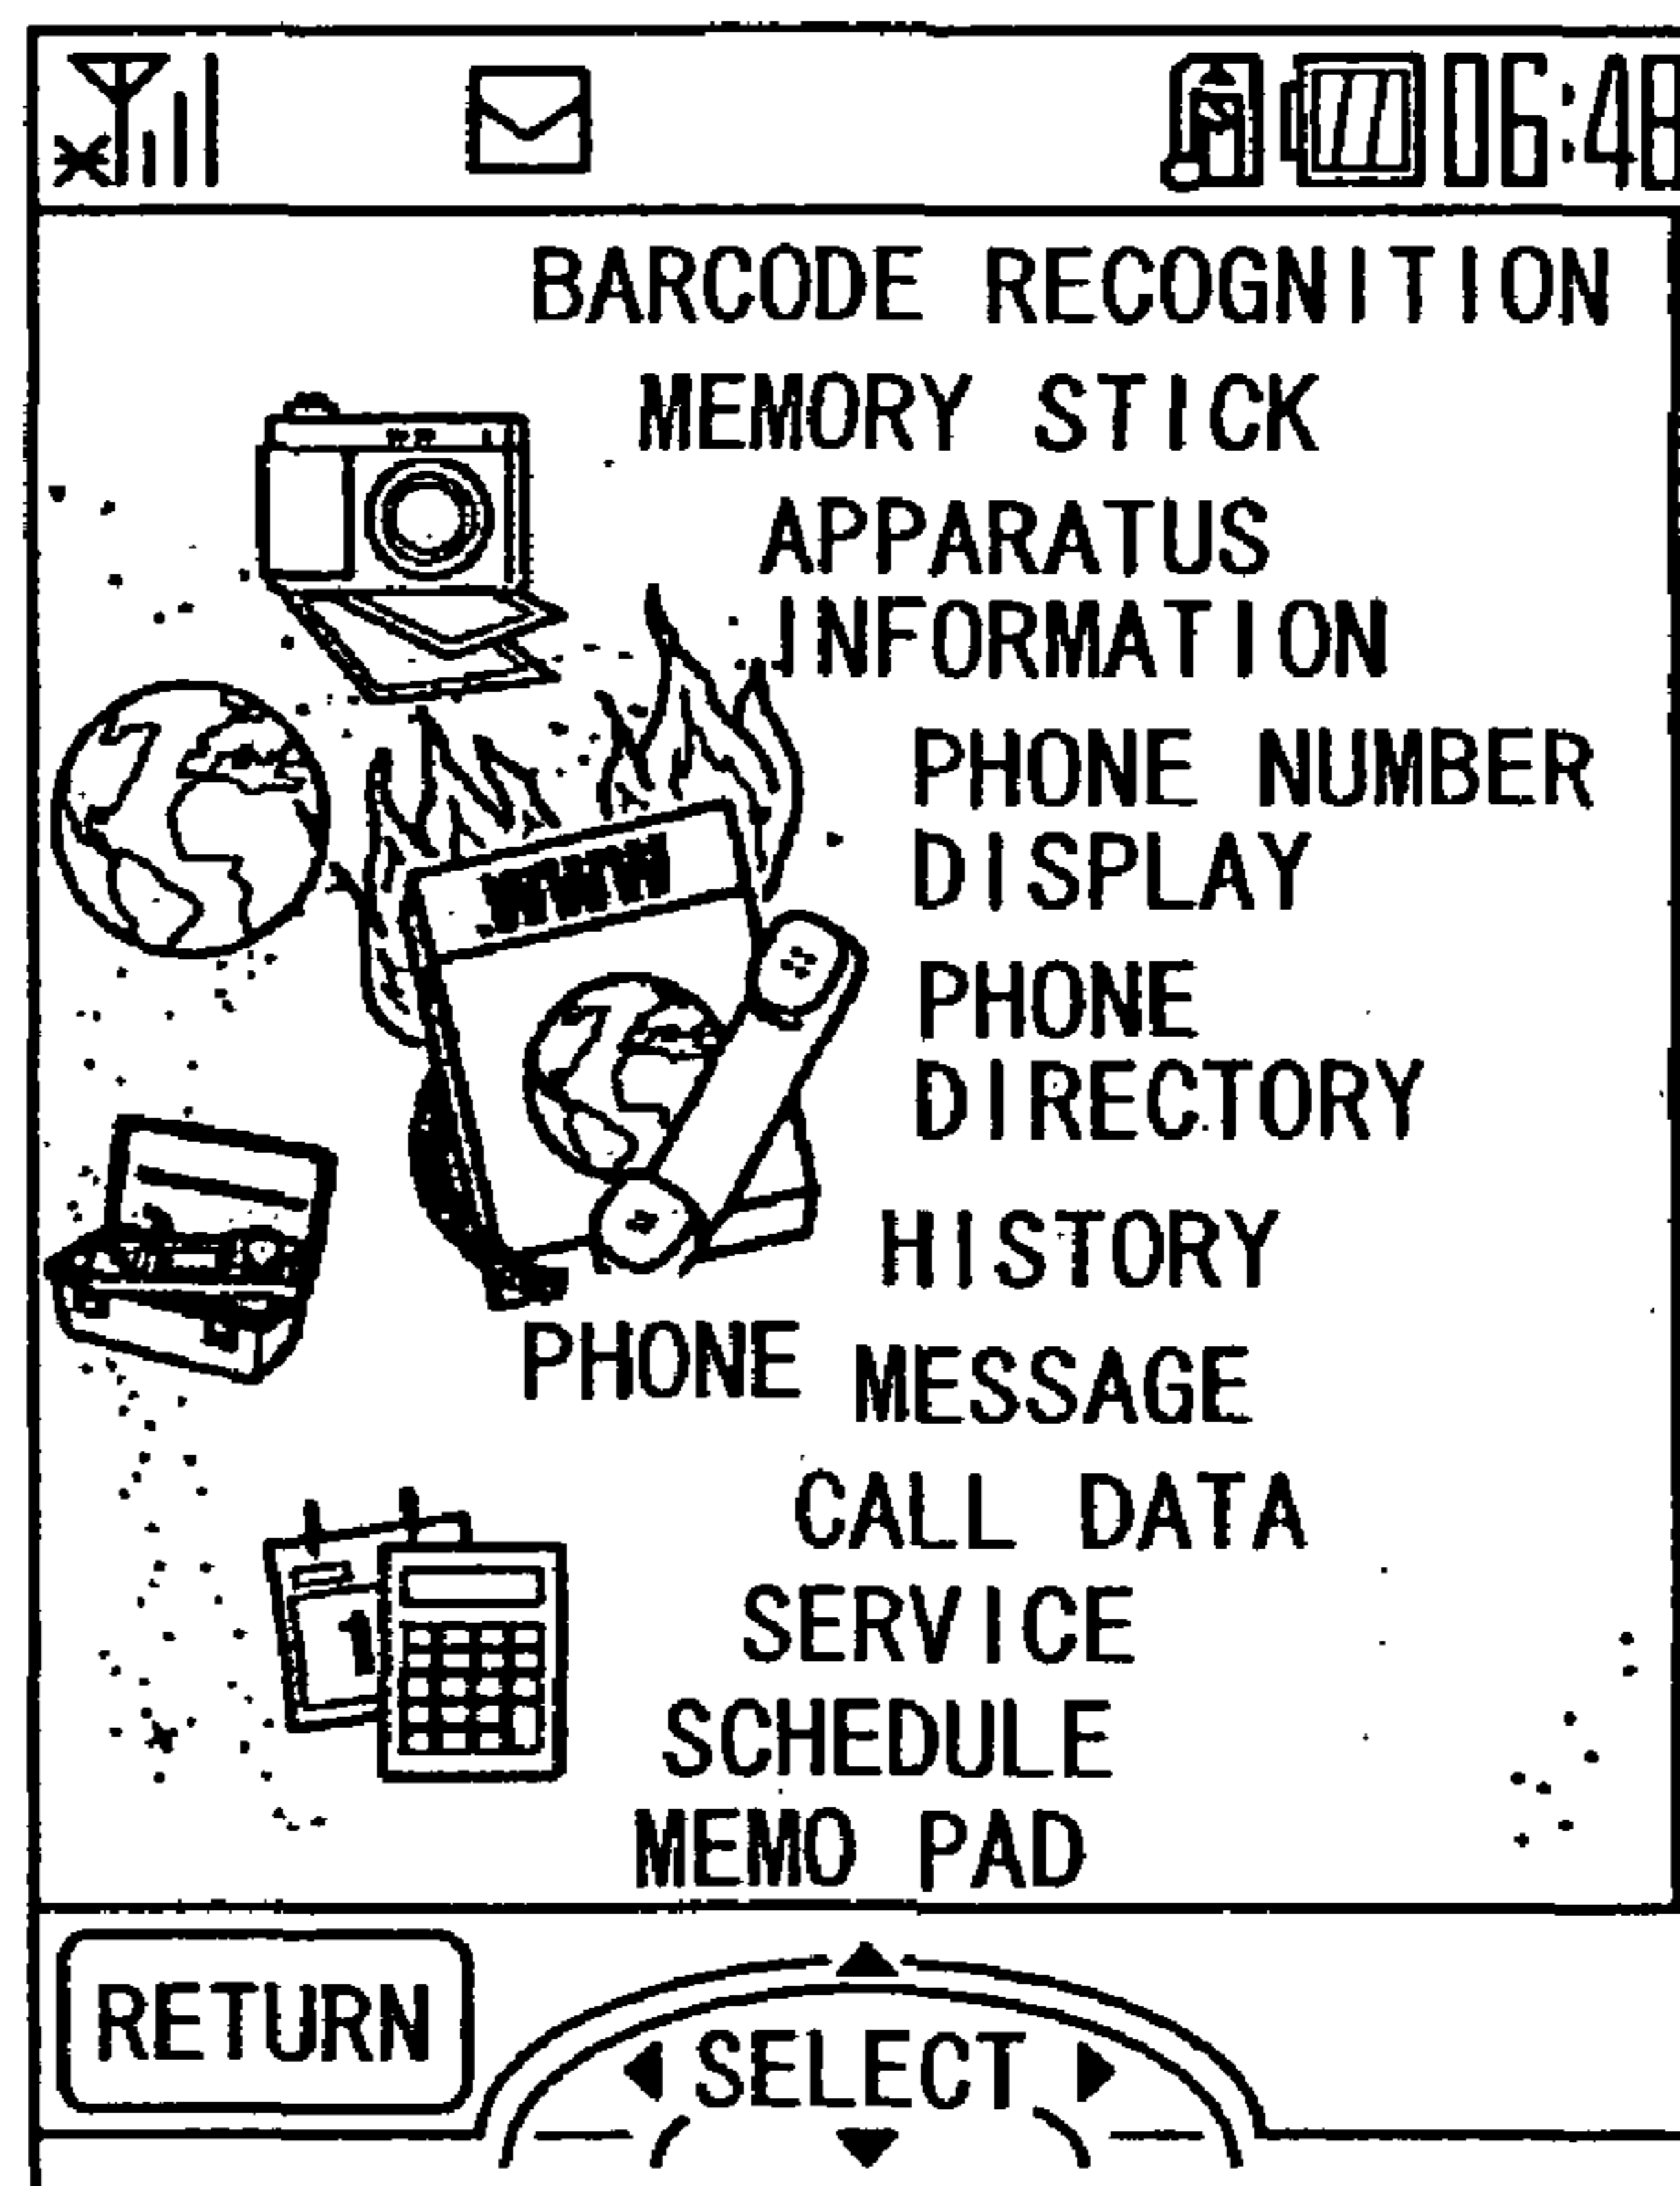 06:48
BARCODE RECOGNITION
MEMORY STICK
APPARATUS
INFORMATION
PHONE NUMBER
DISPLAY
PHONE
DIRECTORY
HISTORY
PHONE
MESSAGE
CALL DATA
SERVICE
1
SCHEDULE
MEMO PAD
RETURN
SELECT